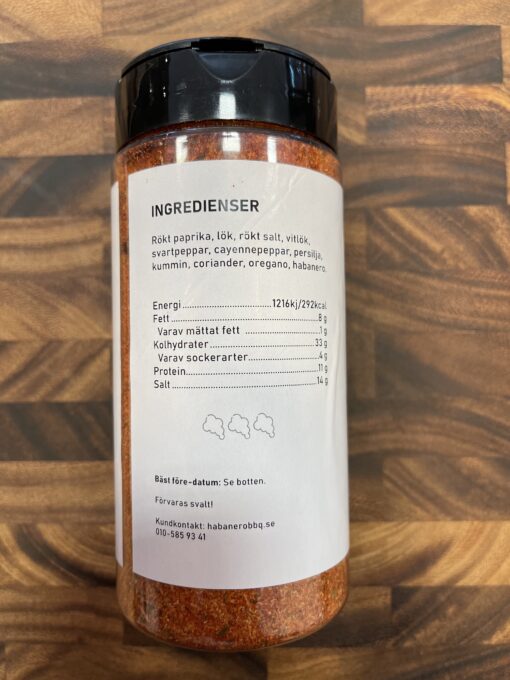 INGREDIENSER
Rökt paprika, lök, rökt salt, vitlök,
svartpeppar, cayennepeppar, persilja,
kummin, coriander, oregano, habanero.
Energi....................1216kj/292kcal
Fett....................8 g
Varav mättat fett ....................1 g
Kolhydrater....................33 g
Varav sockerarter....................4 g
Protein....................11 g
Salt....................14 g
Bäst före-datum: Se botten.
Förvaras svalt!
Kundkontakt: habanerobbq.se
010-585 93 41